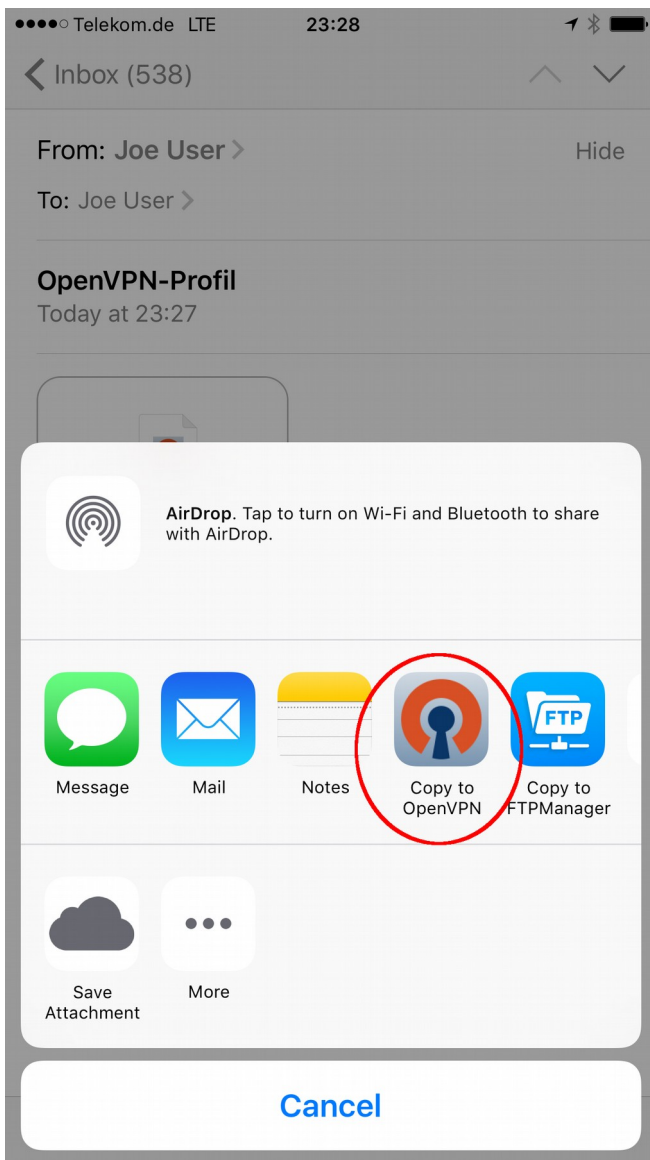 Telekom.de LTE 23:28
Inbox (538)
From: Joe User Hide
To: Joe User
OpenVPN-Profil
Today at 23:27
AirDrop. Tap to turn on Wi-Fi and Bluetooth to share
with AirDrop.
FTP
Message Mail Notes Copy to Copy to
OpenVPN FTPManager
Save More
Attachment
Cancel